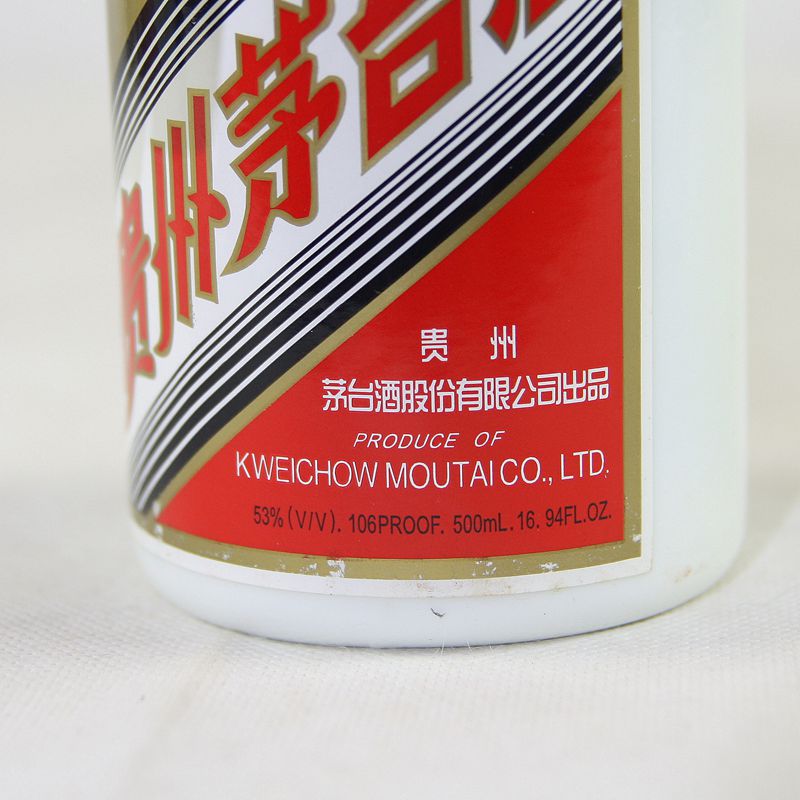 贵州茅台
贵 州
茅台酒股份有限公司出品
PRODUCE OF
KWEICHOW MOUTAI CO., LTD.
53% (V/V). 106PROOF. 500mL. 16. 94FL.OZ.